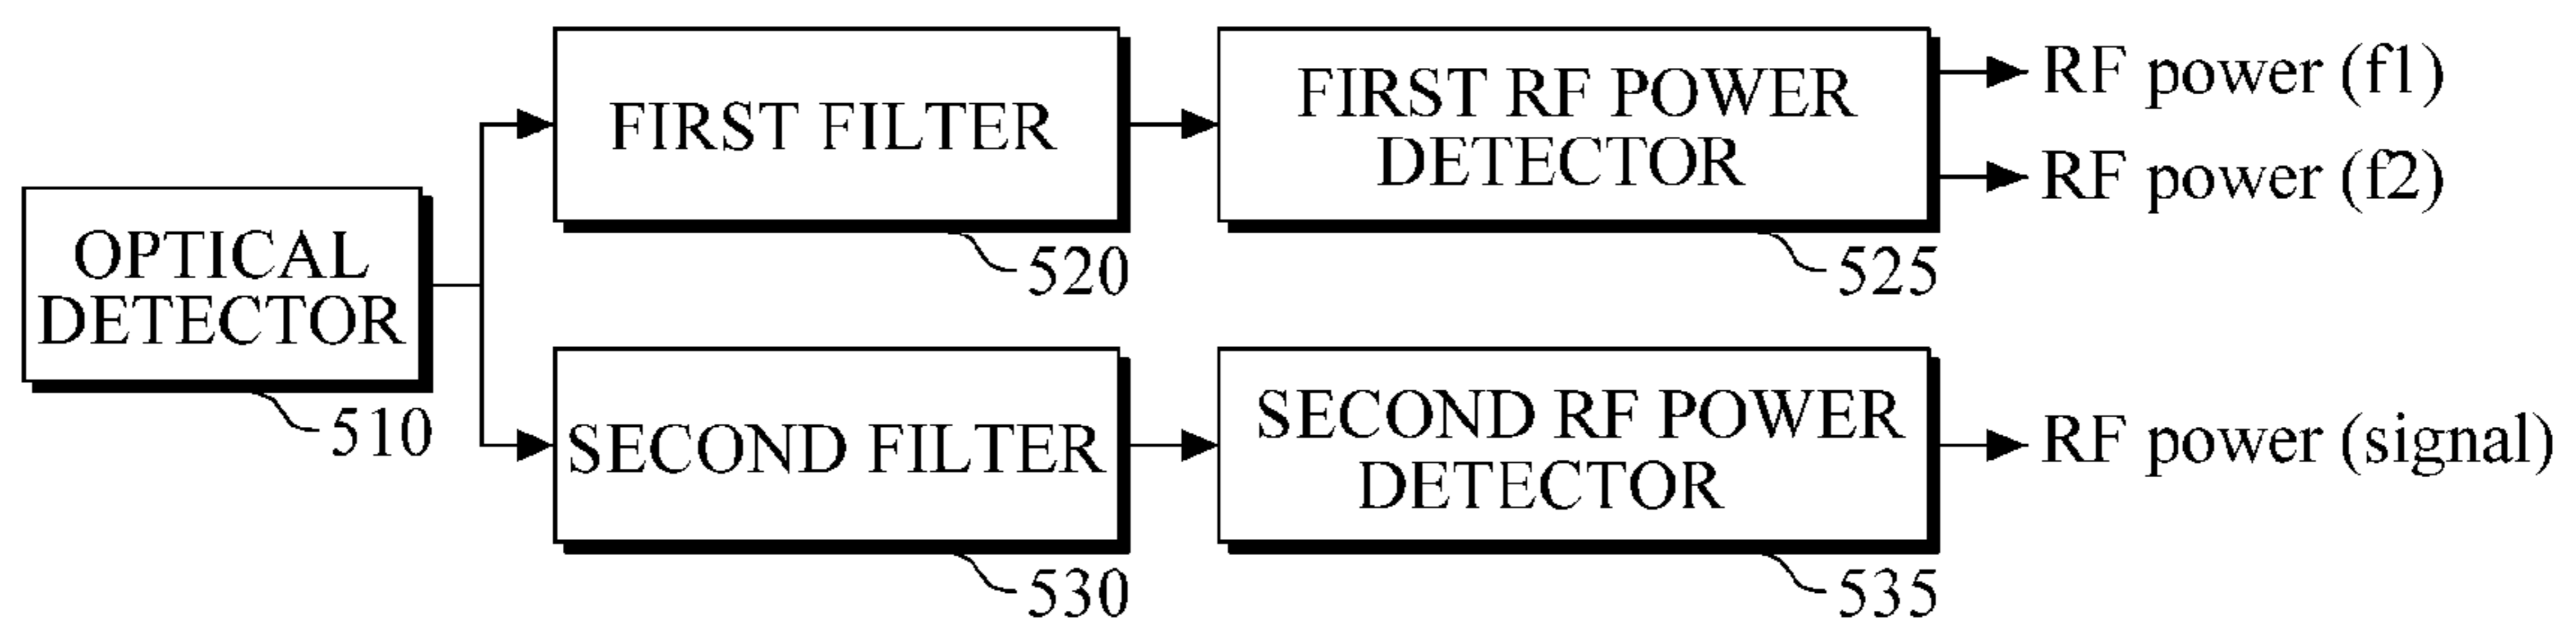 OPTICAL
DETECTOR
510
FIRST FILTER
520
FIRST RF POWER
DETECTOR
525
RF power (f1)
RF power (f2)
SECOND FILTER
530
SECOND RF POWER
DETECTOR
535
RF power (signal)